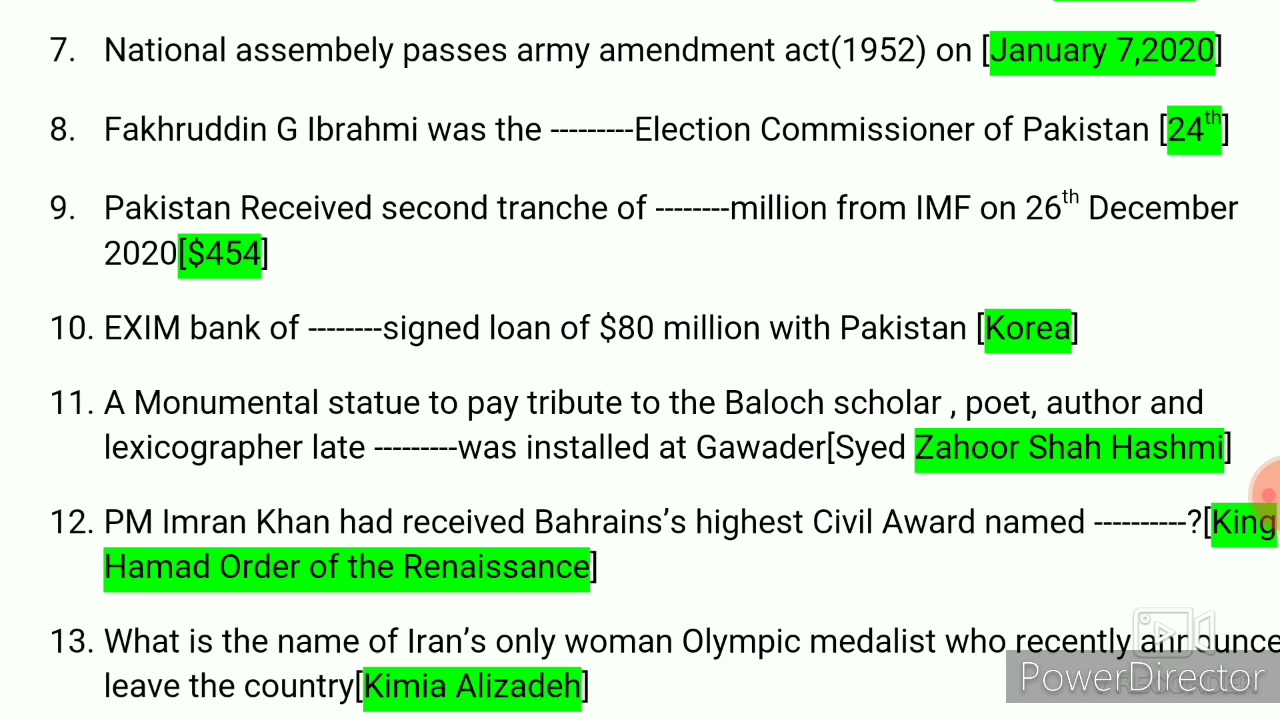 7. National assembely passes army amendment act(1952) on [January 7,2020]
8. Fakhruddin G Ibrahmi was the ---------Election Commissioner of Pakistan [24th]
9. Pakistan Received second tranche of --------million from IMF on 26th December
2020[$454]
10. EXIM bank of --------signed loan of $80 million with Pakistan [Korea]
11. A Monumental statue to pay tribute to the Baloch scholar , poet, author and
lexicographer late ---------was installed at Gawader[Syed Zahoor Shah Hashmi]
12. PM Imran Khan had received Bahrains’s highest Civil Award named ----------?[King
Hamad Order of the Renaissance]
13. What is the name of Iran’s only woman Olympic medalist who recently announce
leave the country[Kimia Alizadeh]
PowerDirector